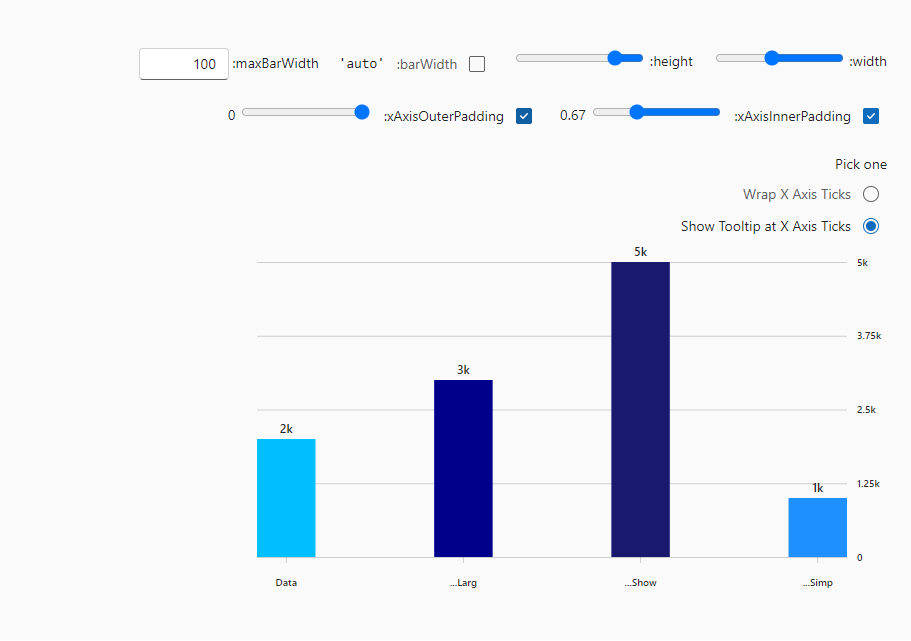 width:
height:
barWidth: 'auto'
maxBarWidth: 100
xAxisInnerPadding: 0.67
xAxisOuterPadding: 0
Pick one
Wrap X Axis Ticks
Show Tooltip at X Axis Ticks
5k
5k
3.75k
3k
2.5k
2k
1.25k
1k
0
Data
Larg...
Show...
Simp...